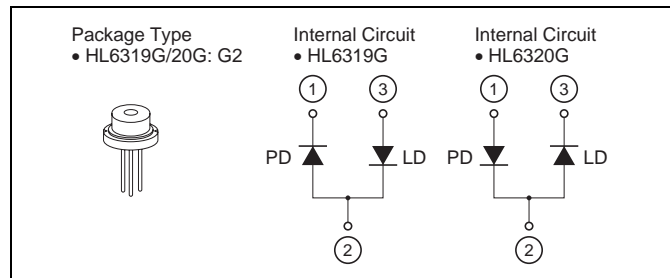 Package Type
• HL6319G/20G: G2
Internal Circuit
• HL6319G
1 3
PD LD
2
Internal Circuit
• HL6320G
1 3
PD LD
2